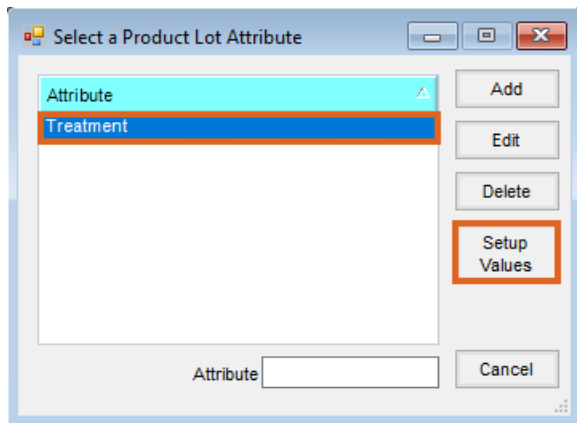 Select a Product Lot Attribute
Attribute
Treatment
Add
Edit
Delete
Setup
Values
Attribute
Cancel